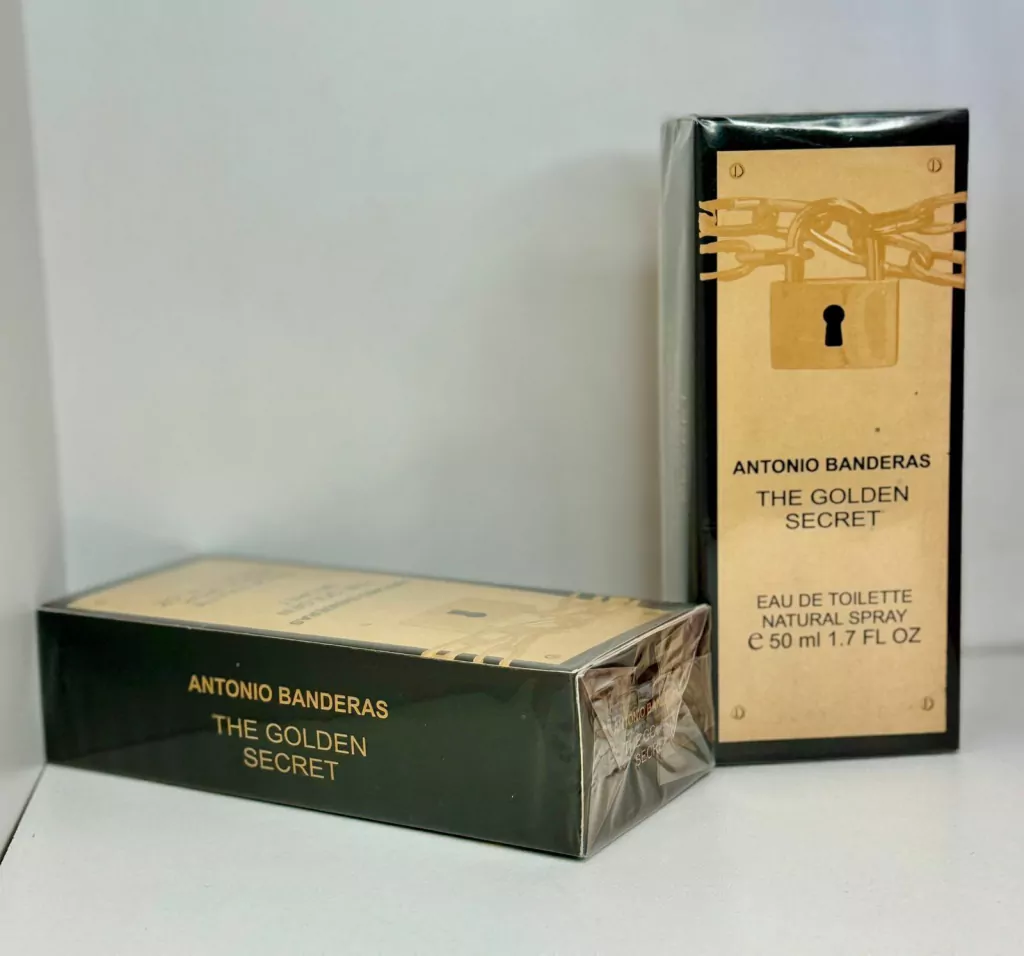 ANTONIO BANDERAS
THE GOLDEN
SECRET
EAU DE TOILETTE
NATURAL SPRAY
℮ 50 ml 1.7 FL OZ
ANTONIO BANDERAS
THE GOLDEN
SECRET